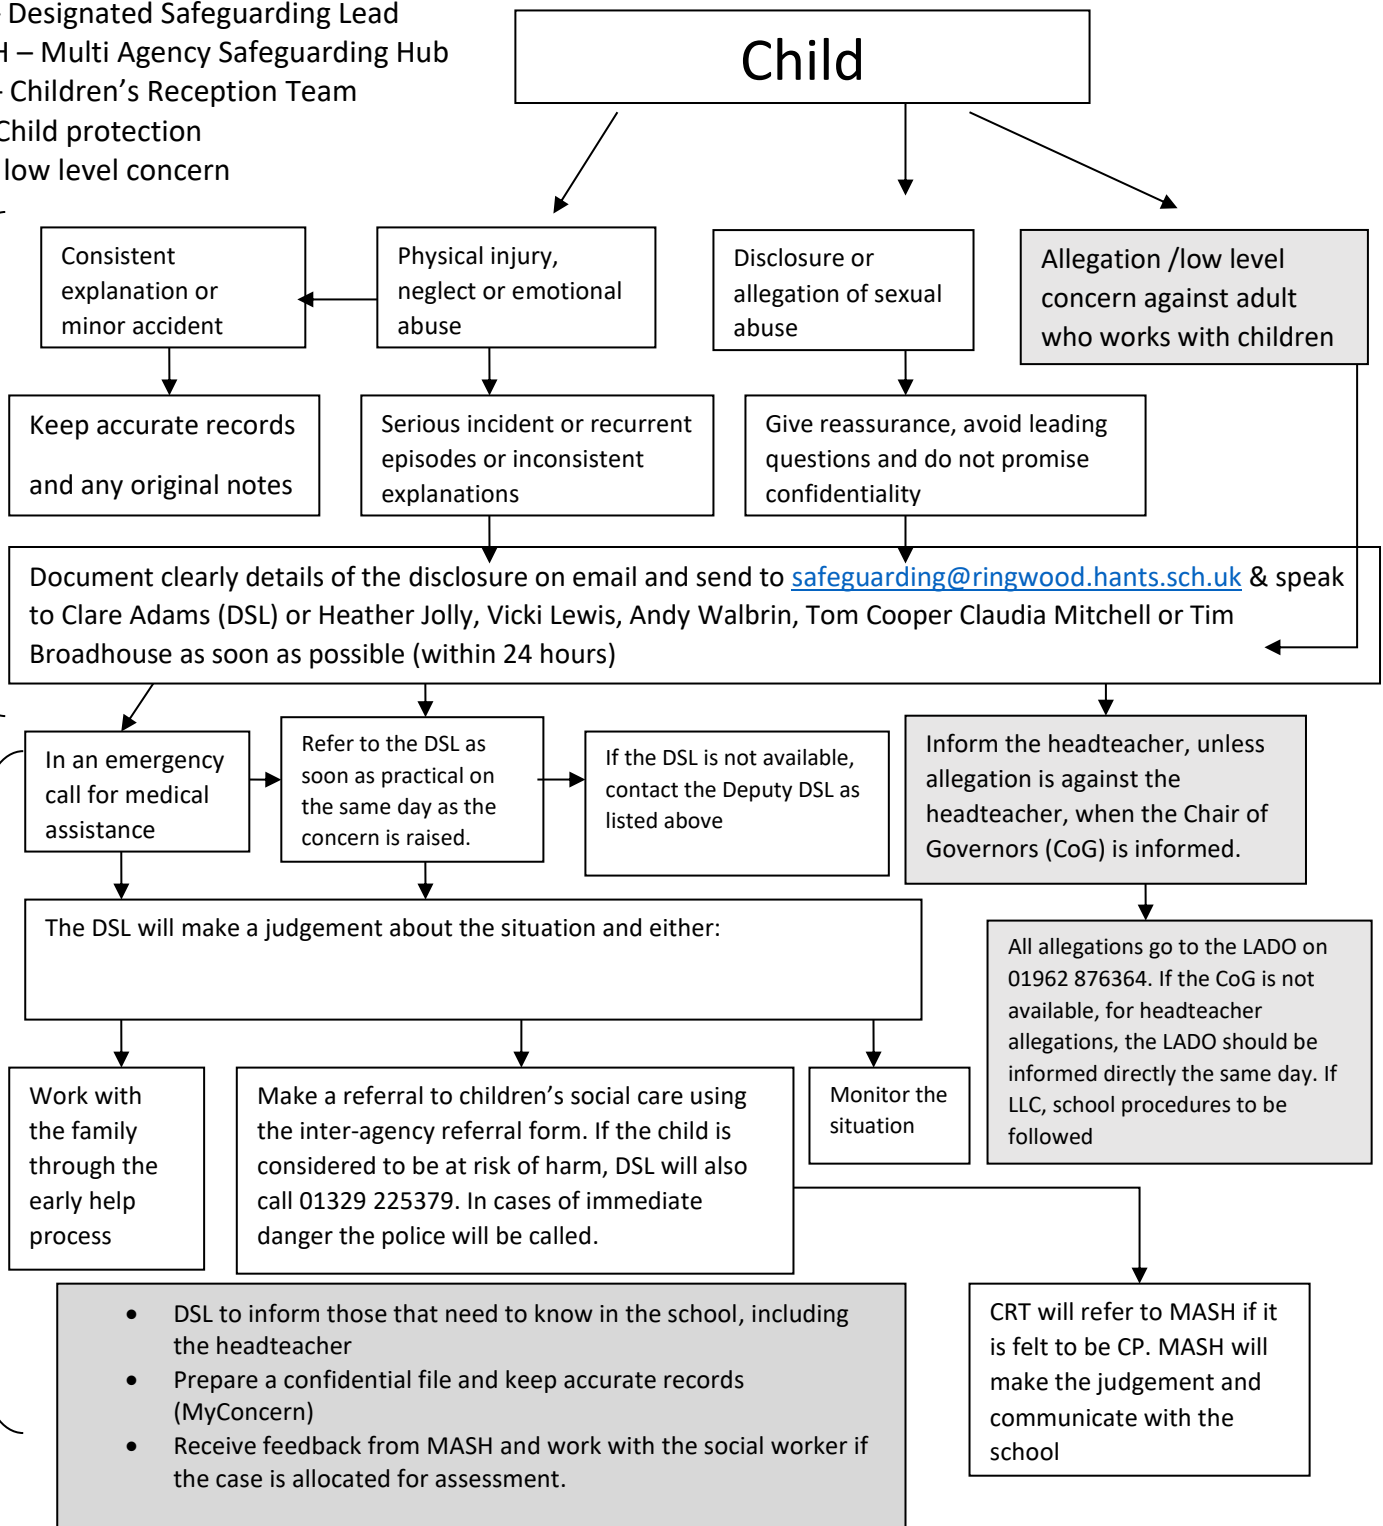 - Designated Safeguarding Lead
H – Multi Agency Safeguarding Hub
- Children's Reception Team
Child protection
low level concern
Child
Consistent
explanation or
minor accident
Physical injury,
neglect or emotional
abuse
Disclosure or
allegation of sexual
abuse
Allegation /low level
concern against adult
who works with children
Keep accurate records
and any original notes
Serious incident or recurrent
episodes or inconsistent
explanations
Give reassurance, avoid leading
questions and do not promise
confidentiality
Document clearly details of the disclosure on email and send to safeguarding@ringwood.hants.sch.uk & speak
to Clare Adams (DSL) or Heather Jolly, Vicki Lewis, Andy Walbrin, Tom Cooper Claudia Mitchell or Tim
Broadhouse as soon as possible (within 24 hours)
In an emergency
call for medical
assistance
Refer to the DSL as
soon as practical on
the same day as the
concern is raised.
If the DSL is not available,
contact the Deputy DSL as
listed above
Inform the headteacher, unless
allegation is against the
headteacher, when the Chair of
Governors (CoG) is informed.
The DSL will make a judgement about the situation and either:
All allegations go to the LADO on
01962 876364. If the CoG is not
available, for headteacher
allegations, the LADO should be
informed directly the same day. If
LLC, school procedures to be
followed
Work with
the family
through the
early help
process
Make a referral to children's social care using
the inter-agency referral form. If the child is
considered to be at risk of harm, DSL will also
call 01329 225379. In cases of immediate
danger the police will be called.
Monitor the
situation
• DSL to inform those that need to know in the school, including
the headteacher
• Prepare a confidential file and keep accurate records
(MyConcern)
• Receive feedback from MASH and work with the social worker if
the case is allocated for assessment.
CRT will refer to MASH if it
is felt to be CP. MASH will
make the judgement and
communicate with the
school